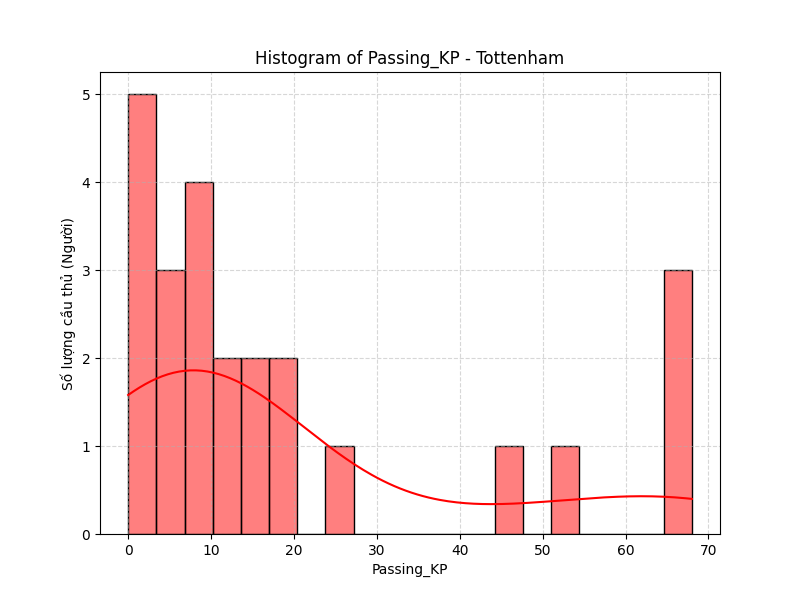 Histogram of Passing_KP - Tottenham
Số lượng cầu thủ (Người)
5
4
3
2
1
0
0 10 20 30 40 50 60 70
Passing_KP